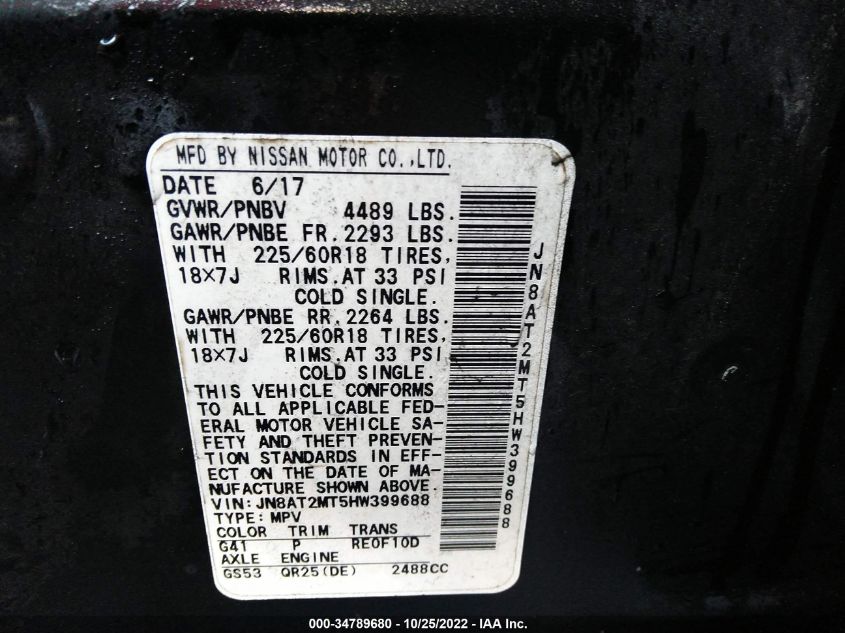 MFD BY NISSAN MOTOR CO.,LTD.
DATE 6/17
GVWR/PNBV 4489 LBS.
GAWR/PNBE FR.2293 LBS.
WITH 225/60R18 TIRES,
18×7J RIMS.AT 33 PSI
COLD SINGLE.
GAWR/PNBE RR.2264 LBS.
WITH 225/60R18 TIRES,
18×7J RIMS.AT 33 PSI
COLD SINGLE.
THIS VEHICLE CONFORMS
TO ALL APPLICABLE FED-
ERAL MOTOR VEHICLE SA-
FETY AND THEFT PREVEN-
TION STANDARDS IN EFF-
ECT ON THE DATE OF MA-
NUFACTURE SHOWN ABOVE.
VIN:JN8AT2MT5HW399688
TYPE:MPV
COLOR TRIM TRANS
G41 P RE0F10D
AXLE ENGINE
GS53 QR25(DE) 2488CC
JN8AT2MT5HW399688
000-34789680 - 10/25/2022 - IAA Inc.